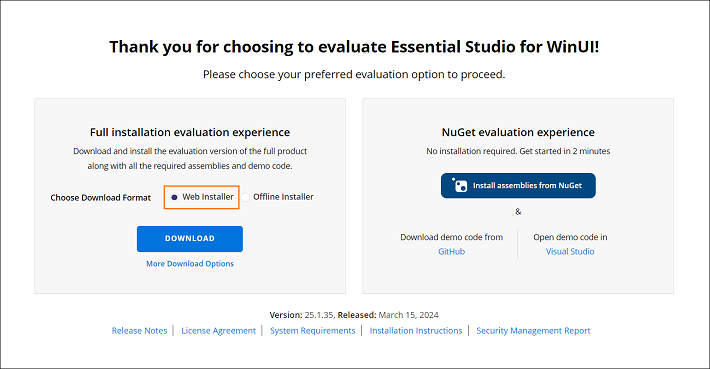 Thank you for choosing to evaluate Essential Studio for WinUI!
Please choose your preferred evaluation option to proceed.
Full installation evaluation experience
Download and install the evaluation version of the full product
along with all the required assemblies and demo code.
Choose Download Format Web Installer Offline Installer
DOWNLOAD
More Download Options
NuGet evaluation experience
No installation required. Get started in 2 minutes
Install assemblies from NuGet
&
Download demo code from
GitHub
Open demo code in
Visual Studio
Version: 25.1.35, Released: March 15, 2024
Release Notes | License Agreement | System Requirements | Installation Instructions | Security Management Report